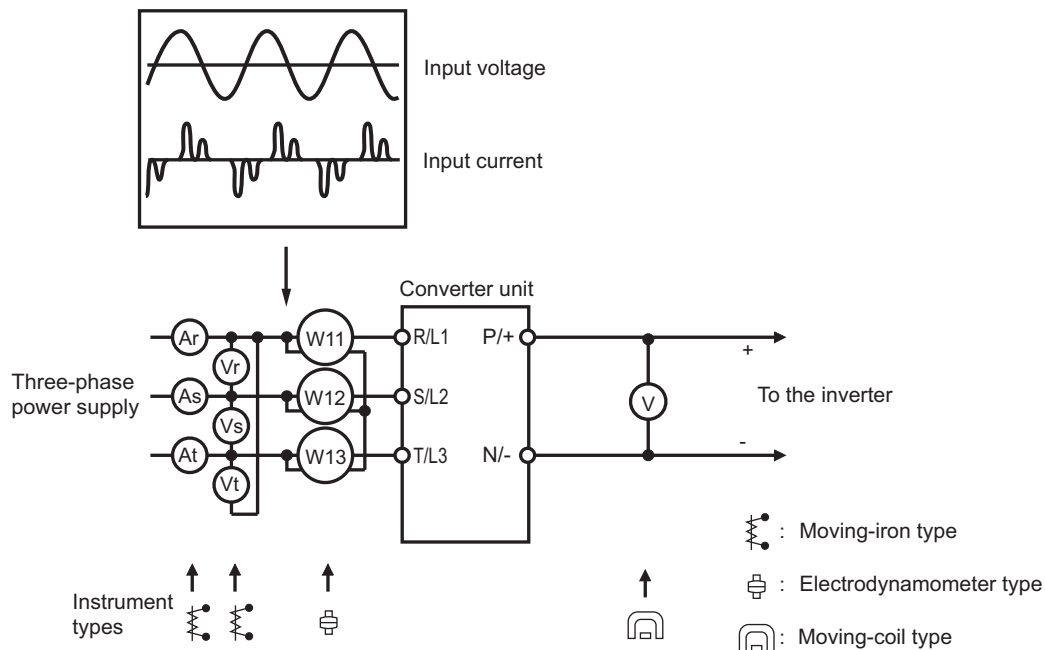 Input voltage
Input current
Converter unit
Ar
W11
R/L1
P/+
+
Vr
Three-phase
power supply
As
W12
S/L2
V
To the inverter
Vs
At
W13
T/L3
N/-
-
Vt
: Moving-iron type
Instrument
types
: Electrodynamometer type
: Moving-coil type